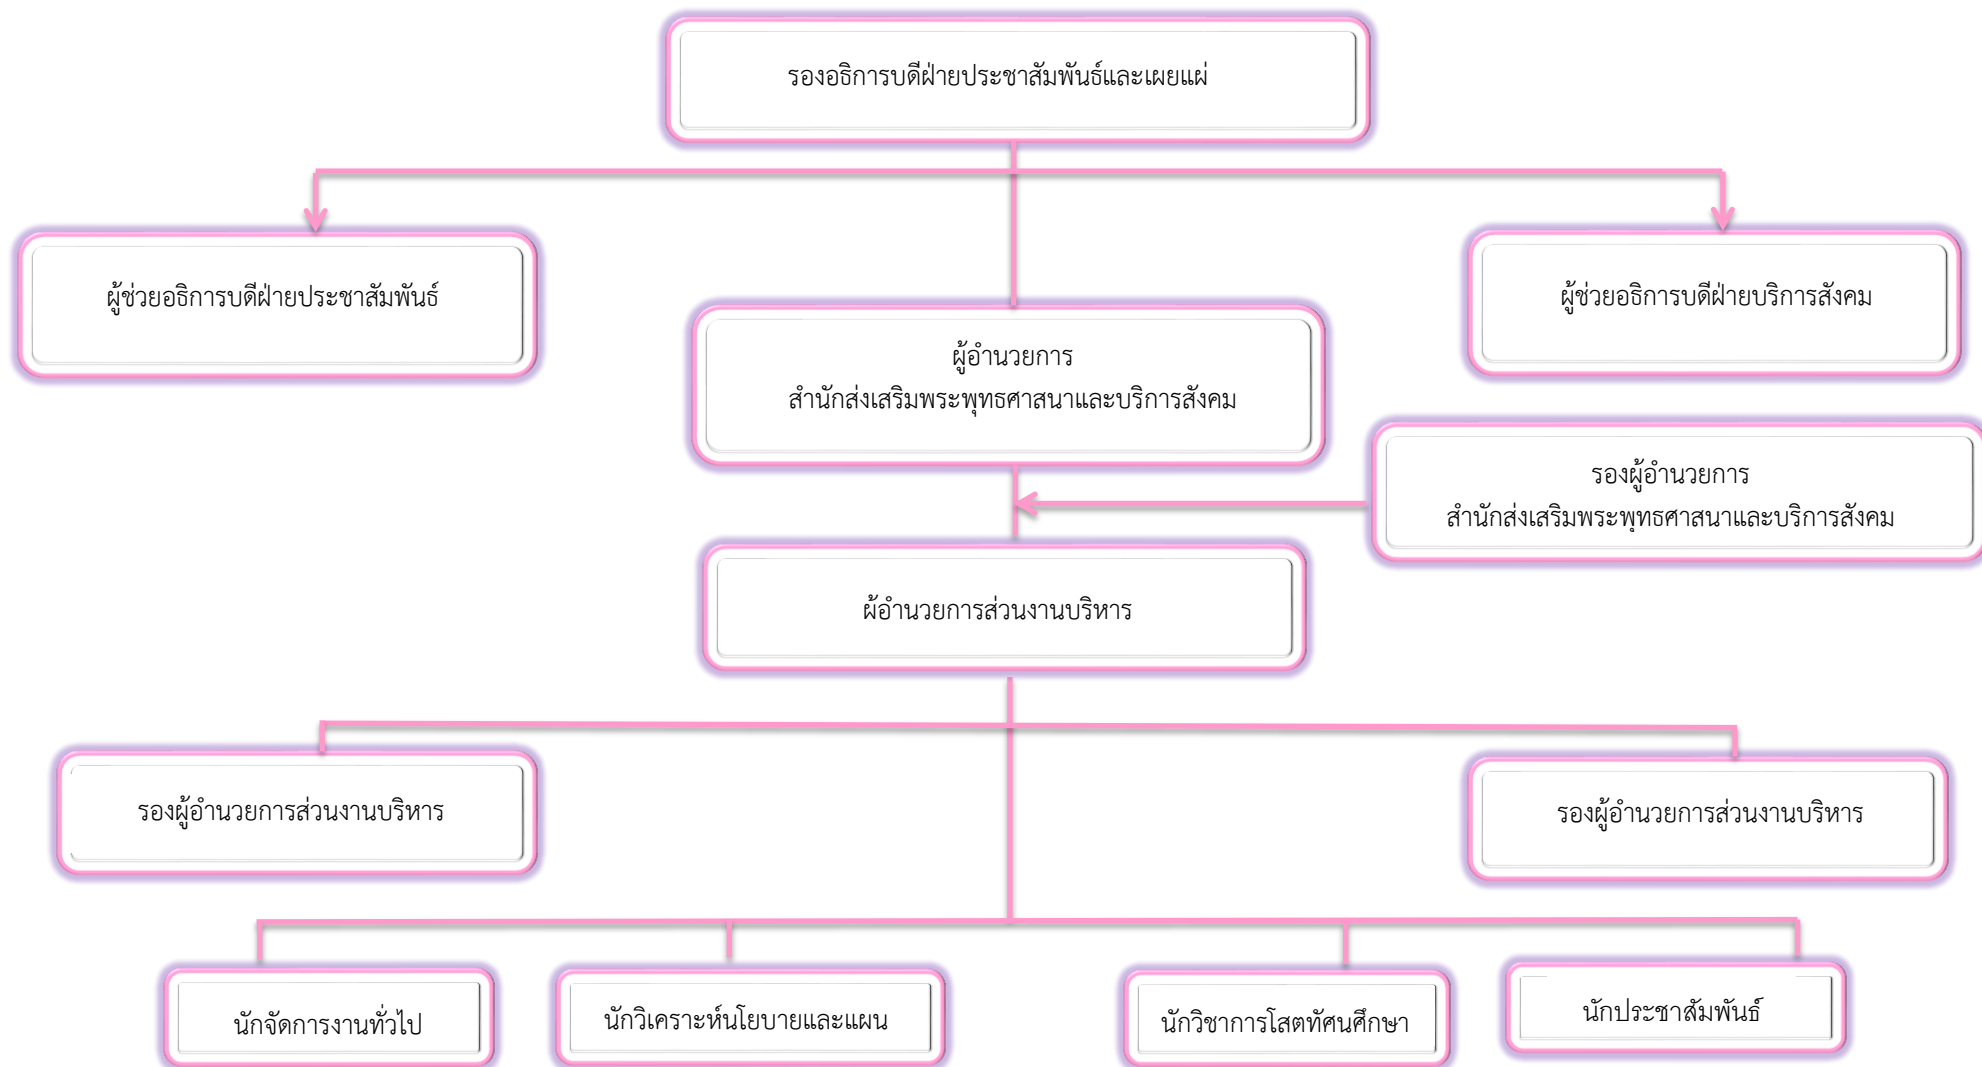 รองอธิการบดีฝ่ายประชาสัมพันธ์และเผยแผ่
ผู้ช่วยอธิการบดีฝ่ายประชาสัมพันธ์
ผู้ช่วยอธิการบดีฝ่ายบริการสังคม
ผู้อำนวยการ
สำนักส่งเสริมพระพุทธศาสนาและบริการสังคม
รองผู้อำนวยการ
สำนักส่งเสริมพระพุทธศาสนาและบริการสังคม
ผ้อำนวยการส่วนงานบริหาร
รองผู้อำนวยการส่วนงานบริหาร
รองผู้อำนวยการส่วนงานบริหาร
นักจัดการงานทั่วไป
นักวิเคราะห์นโยบายและแผน
นักวิชาการโสตทัศนศึกษา
นักประชาสัมพันธ์